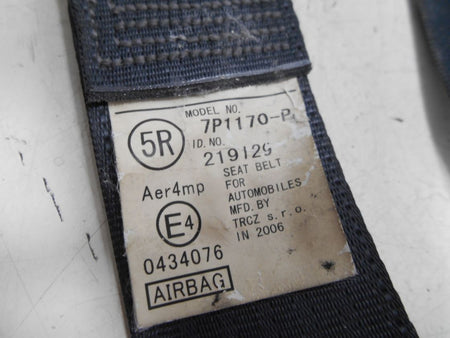 MODEL NO.
7P1170-P
5R
ID.NO.
219129
Aer4mp
SEAT BELT
FOR
AUTOMOBILES
MFD. BY
TRCZ s.r.o.
IN 2006
E4
0434076
AIRBAG